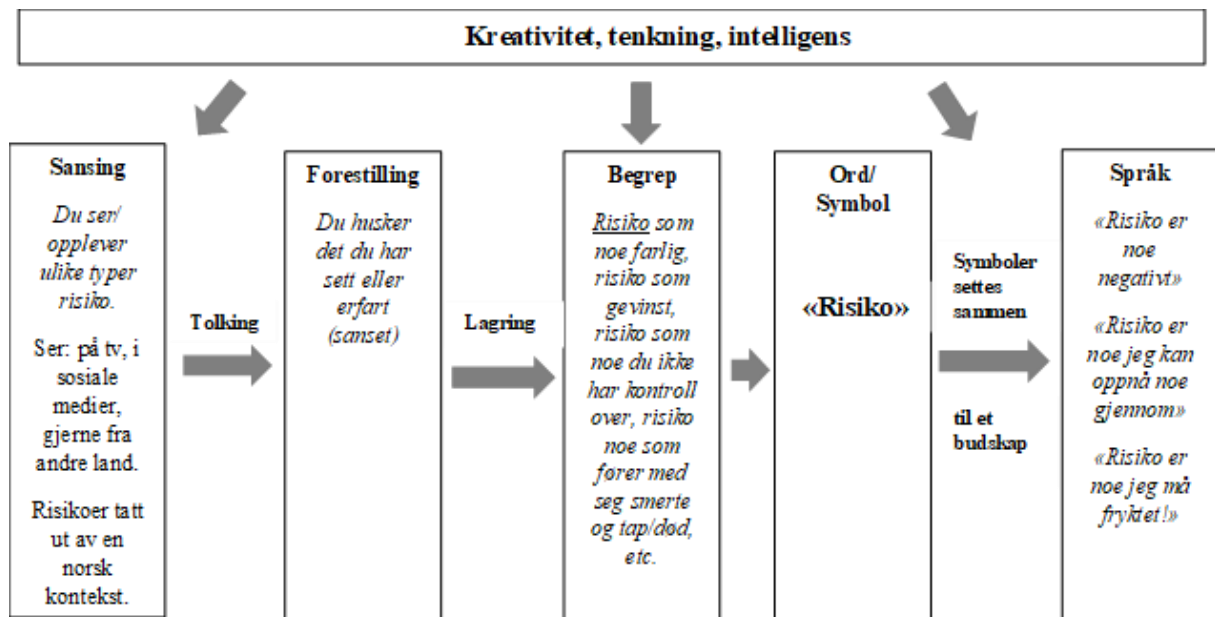 Kreativitet, tenkning, intelligens
Sansing
Du ser/
opplever
ulike typer
risiko.
Ser: på tv, i
sosiale
medier,
gjerne fra
andre land.
Risikoer tatt
ut av en
norsk
kontekst.
Tolking
Forestilling
Du husker
det du har
sett eller
erfart
(sanset)
Lagring
Begrep
Risiko som
noe farlig,
risiko som
gevinst,
risiko som
noe du ikke
har kontroll
over, risiko
noe som
fører med
seg smerte
og tap/død,
etc.
Ord/
Symbol
«Risiko»
Symboler
settes
sammen
til et
budskap
Språk
«Risiko er
noe
negativt»
«Risiko er
noe jeg kan
oppnå noe
gjennom»
«Risiko er
noe jeg må
fryktet!»